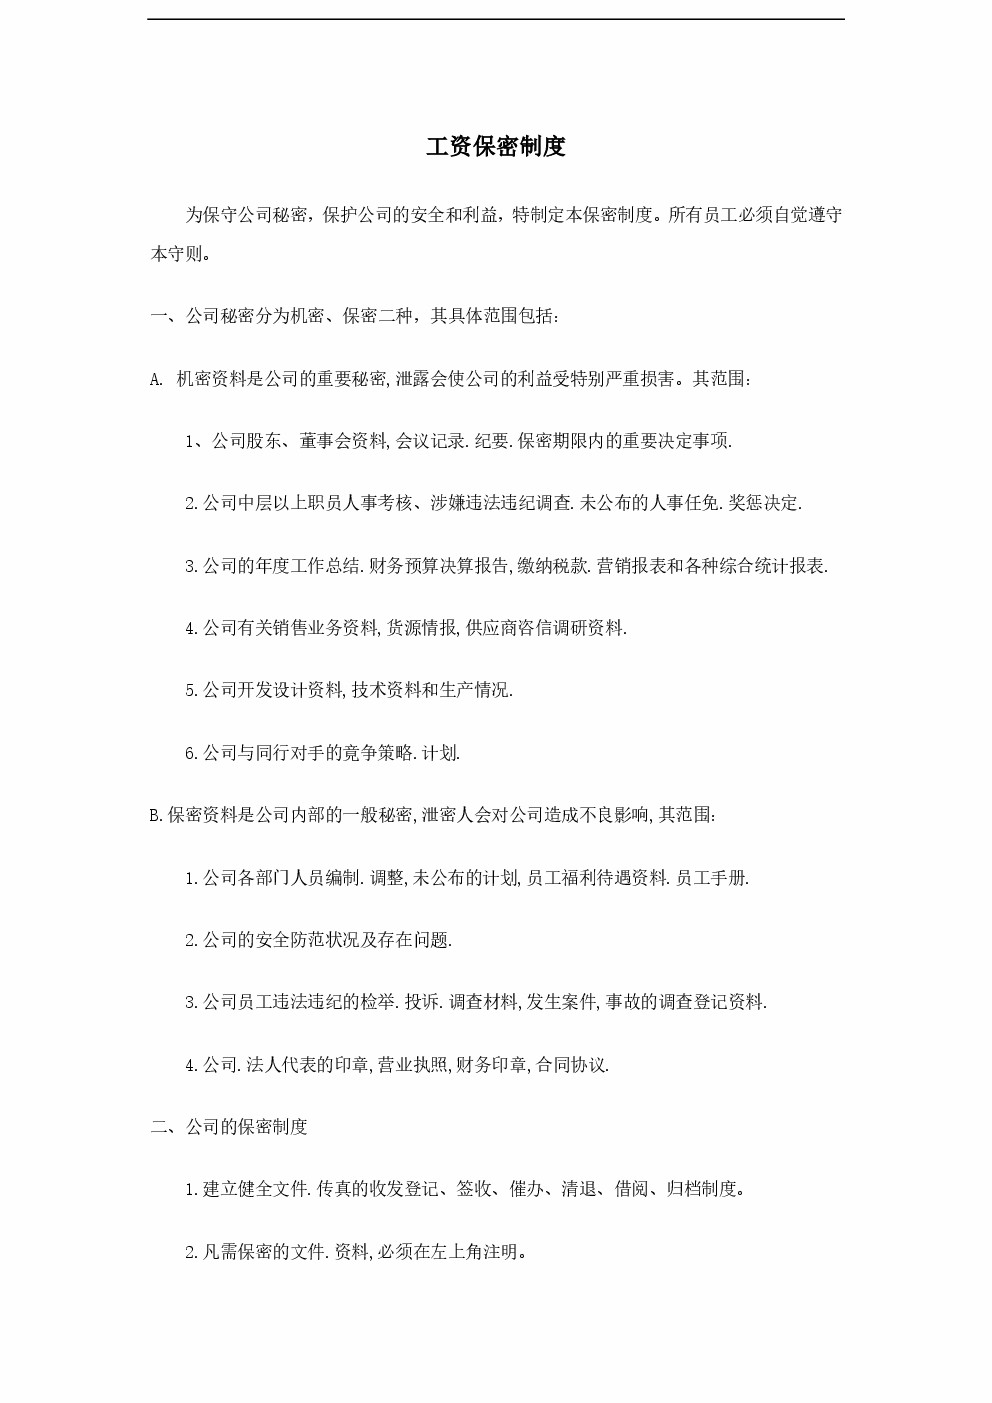 工资保密制度
为保守公司秘密，保护公司的安全和利益，特制定本保密制度。所有员工必须自觉遵守
本守则。
一、公司秘密分为机密、保密二种，其具体范围包括：
A. 机密资料是公司的重要秘密,泄露会使公司的利益受特别严重损害。其范围：
1、公司股东、董事会资料,会议记录.纪要.保密期限内的重要决定事项.
2.公司中层以上职员人事考核、涉嫌违法违纪调查.未公布的人事任免.奖惩决定.
3.公司的年度工作总结.财务预算决算报告,缴纳税款.营销报表和各种综合统计报表.
4.公司有关销售业务资料,货源情报,供应商咨信调研资料.
5.公司开发设计资料,技术资料和生产情况.
6.公司与同行对手的竟争策略.计划.
B.保密资料是公司内部的一般秘密,泄密人会对公司造成不良影响,其范围：
1.公司各部门人员编制.调整,未公布的计划,员工福利待遇资料.员工手册.
2.公司的安全防范状况及存在问题.
3.公司员工违法违纪的检举.投诉.调查材料,发生案件,事故的调查登记资料.
4.公司.法人代表的印章,营业执照,财务印章,合同协议.
二、公司的保密制度
1.建立健全文件.传真的收发登记、签收、催办、清退、借阅、归档制度。
2.凡需保密的文件.资料,必须在左上角注明。